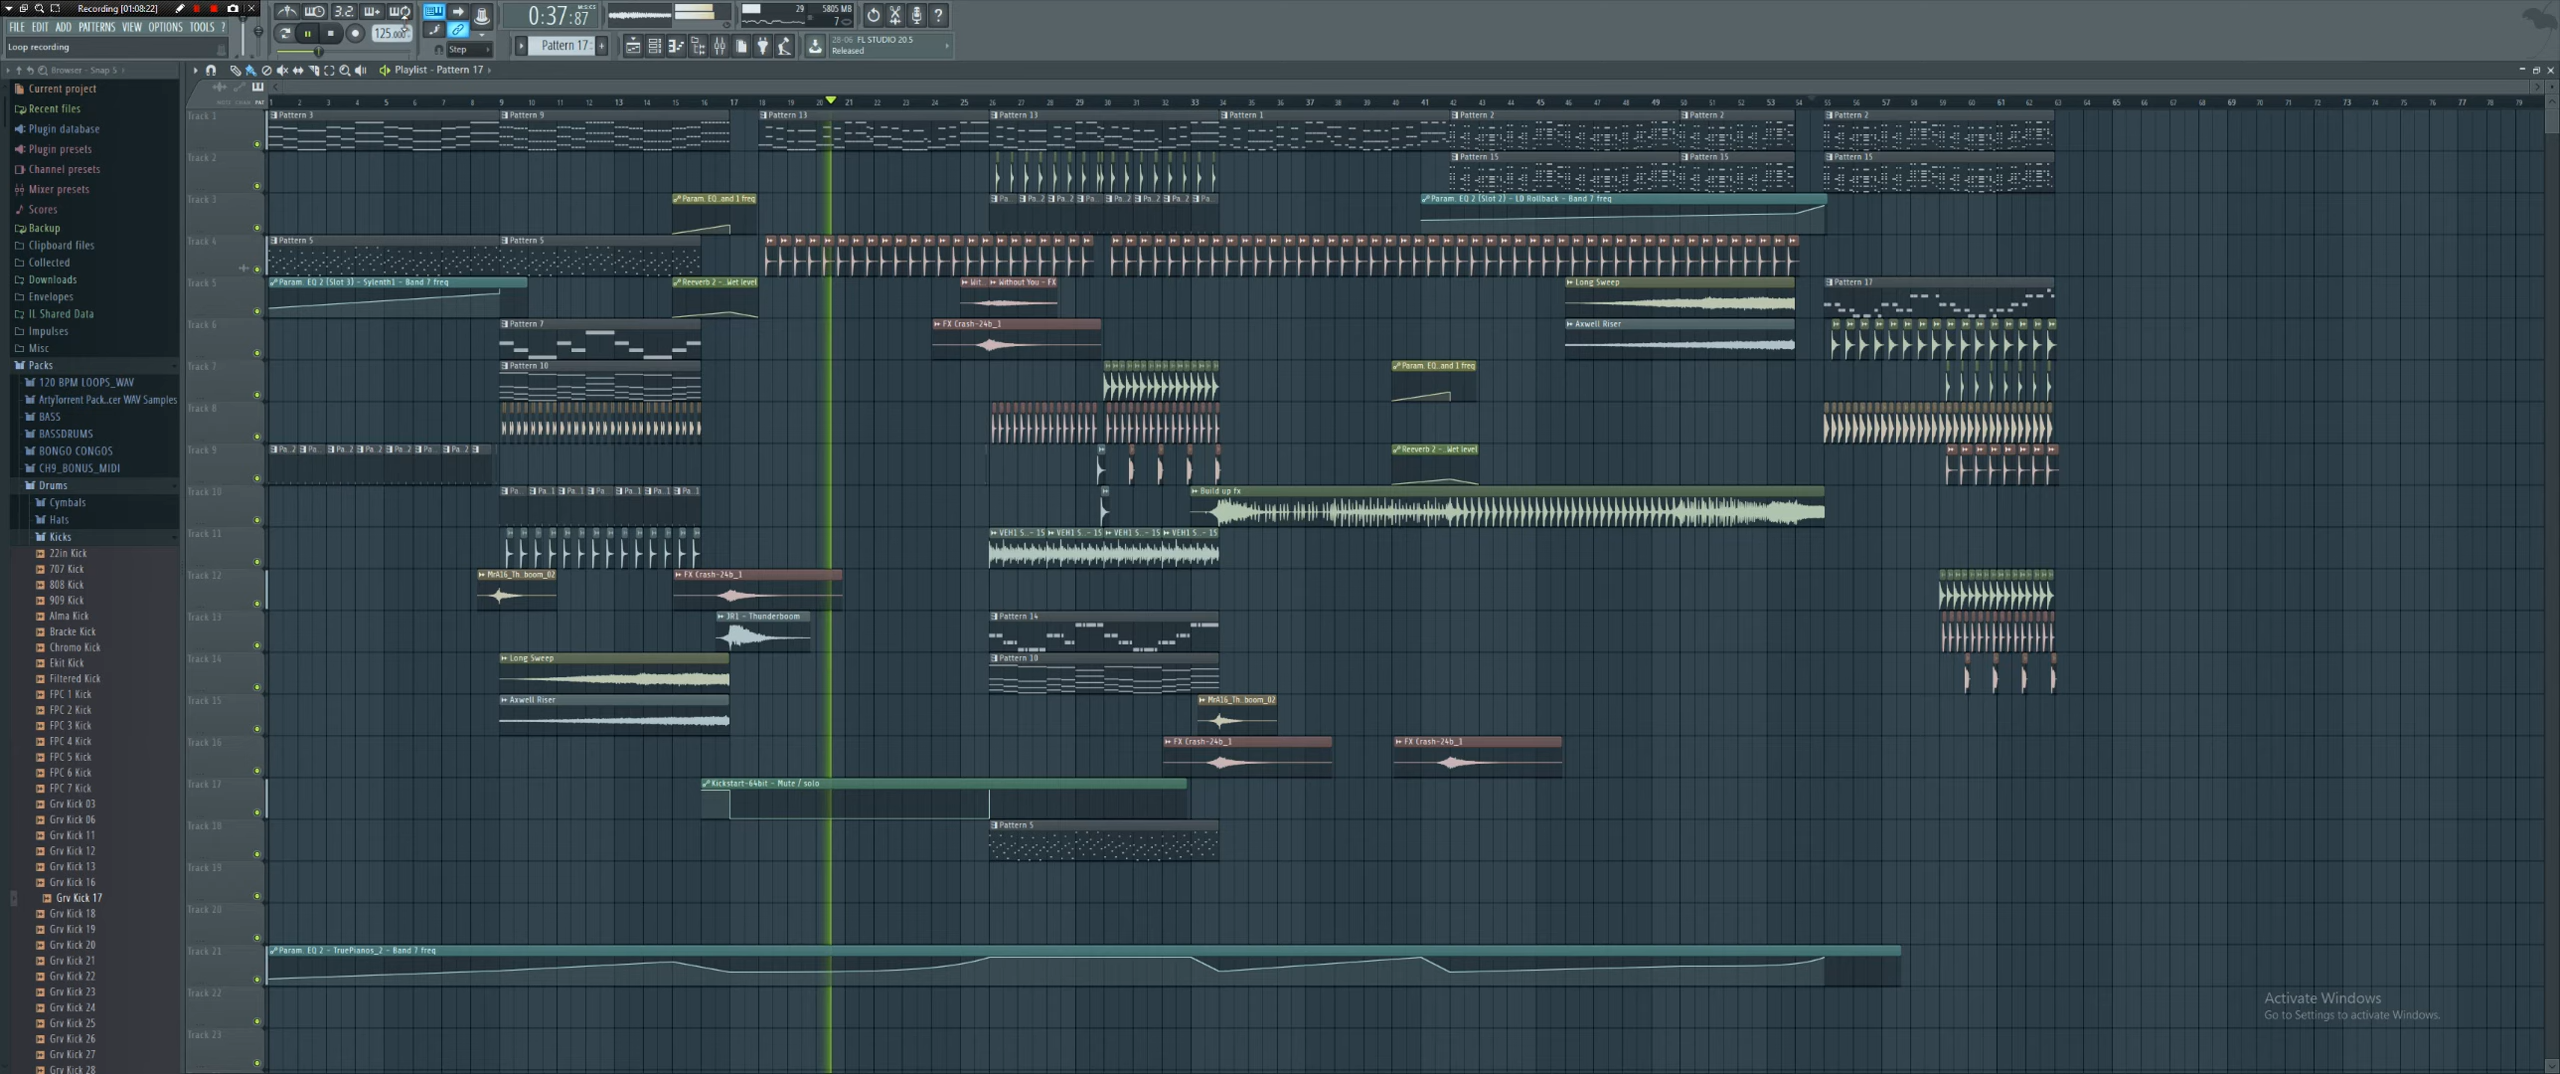 Recording [01:08:22]
FILE EDIT ADD PATTERNS VIEW OPTIONS TOOLS ?
Loop recording
3.2
125.000
Step
0:37:87
M:S:CS
Pattern 17
29
5805 MB
7
28-06 FL STUDIO 20.5
Released
Browser - Snap 5
Playlist - Pattern 17
Current project
Recent files
Plugin database
Plugin presets
Channel presets
Mixer presets
Scores
Backup
Clipboard files
Collected
Downloads
Envelopes
IL Shared Data
Impulses
Misc
Packs
120 BPM LOOPS_WAV
ArtyTorrent Pack..cer WAV Samples
BASS
BASSDRUMS
BONGO CONGOS
CH9_BONUS_MIDI
Drums
Cymbals
Hats
Kicks
22in Kick
707 Kick
808 Kick
909 Kick
Alma Kick
Bracke Kick
Chromo Kick
Ekit Kick
Filtered Kick
FPC 1 Kick
FPC 2 Kick
FPC 3 Kick
FPC 4 Kick
FPC 5 Kick
FPC 6 Kick
FPC 7 Kick
Grv Kick 03
Grv Kick 06
Grv Kick 11
Grv Kick 12
Grv Kick 13
Grv Kick 16
Grv Kick 17
Grv Kick 18
Grv Kick 19
Grv Kick 20
Grv Kick 21
Grv Kick 22
Grv Kick 23
Grv Kick 24
Grv Kick 25
Grv Kick 26
Grv Kick 27
Grv Kick 28
Track 1 Pattern 3 Pattern 9 Pattern 13 Pattern 13 Pattern 1 Pattern 2 Pattern 2 Pattern 2
Track 2 Pattern 15 Pattern 15 Pattern 15
Track 3 Param. EQ..and 1 freq Param. EQ 2 (Slot 2) - LD Rollback - Band 7 freq
Track 4 Pattern 5 Pattern 5
Track 5 Param. EQ 2 (Slot 3) - Sylenth1 - Band 7 freq Reeverb 2 - ..Wet level Wit.. Without You - FX Long Sweep Pattern 17
Track 6 Pattern 7 FX Crash-24b_1 Axwell Riser
Track 7 Pattern 10 Param. EQ..and 1 freq
Track 8
Track 9 Reeverb 2 - ..Wet level
Track 10 Build up fx
Track 11 VEH1 S..- 15 VEH1 S..- 15 VEH1 S..- 15 VEH1 S..- 15
Track 12 MrA16_Th..boom_02 FX Crash-24b_1
Track 13 JR1 - Thunderboom Pattern 14
Track 14 Long Sweep Pattern 10
Track 15 Axwell Riser MrA16_Th..boom_02
Track 16 FX Crash-24b_1 FX Crash-24b_1
Track 17 Kickstart-64bit - Mute / solo
Track 18 Pattern 5
Track 19
Track 20
Track 21 Param. EQ 2 - TruePianos_2 - Band 7 freq
Track 22
Track 23
Activate Windows
Go to Settings to activate Windows.